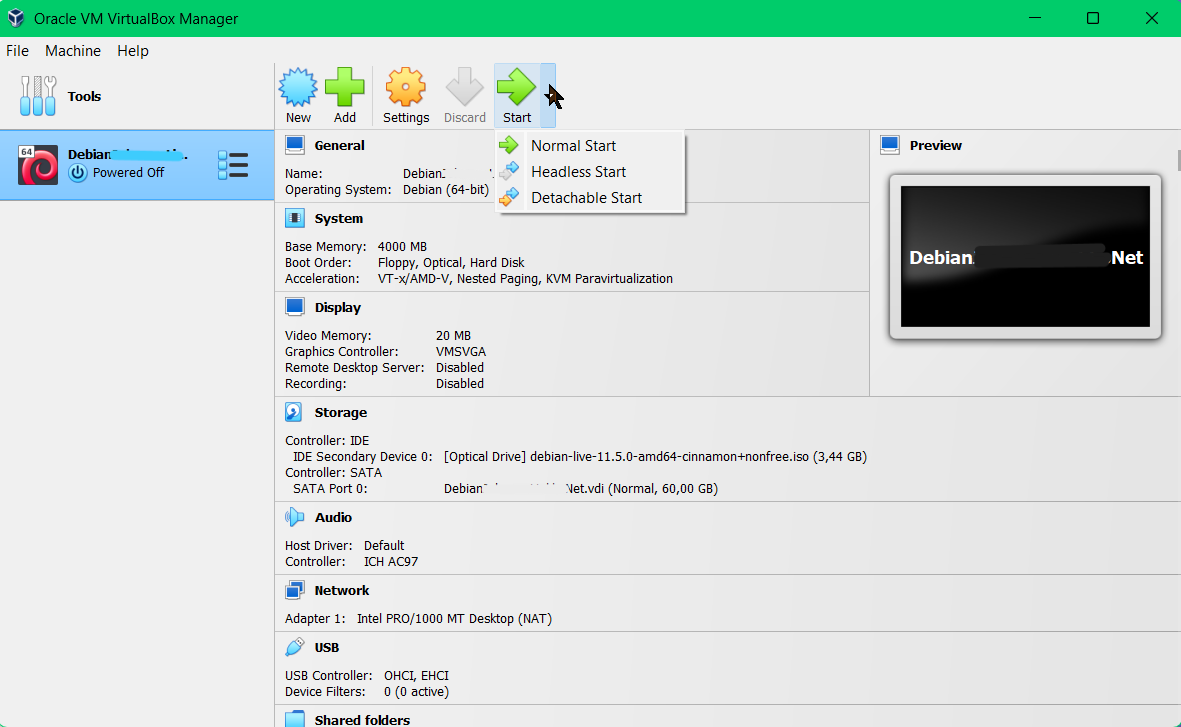 Oracle VM VirtualBox Manager
File Machine Help
Tools
New Add Settings Discard Start
Normal Start
Headless Start
Detachable Start
64
Debian
Powered Off
General
Name: Debian
Operating System: Debian (64-bit)
Preview
Debian Net
System
Base Memory: 4000 MB
Boot Order: Floppy, Optical, Hard Disk
Acceleration: VT-x/AMD-V, Nested Paging, KVM Paravirtualization
Display
Video Memory: 20 MB
Graphics Controller: VMSVGA
Remote Desktop Server: Disabled
Recording: Disabled
Storage
Controller: IDE
IDE Secondary Device 0: [Optical Drive] debian-live-11.5.0-amd64-cinnamon+nonfree.iso (3,44 GB)
Controller: SATA
SATA Port 0: Debian Net.vdi (Normal, 60,00 GB)
Audio
Host Driver: Default
Controller: ICH AC97
Network
Adapter 1: Intel PRO/1000 MT Desktop (NAT)
USB
USB Controller: OHCI, EHCI
Device Filters: 0 (0 active)
Shared folders